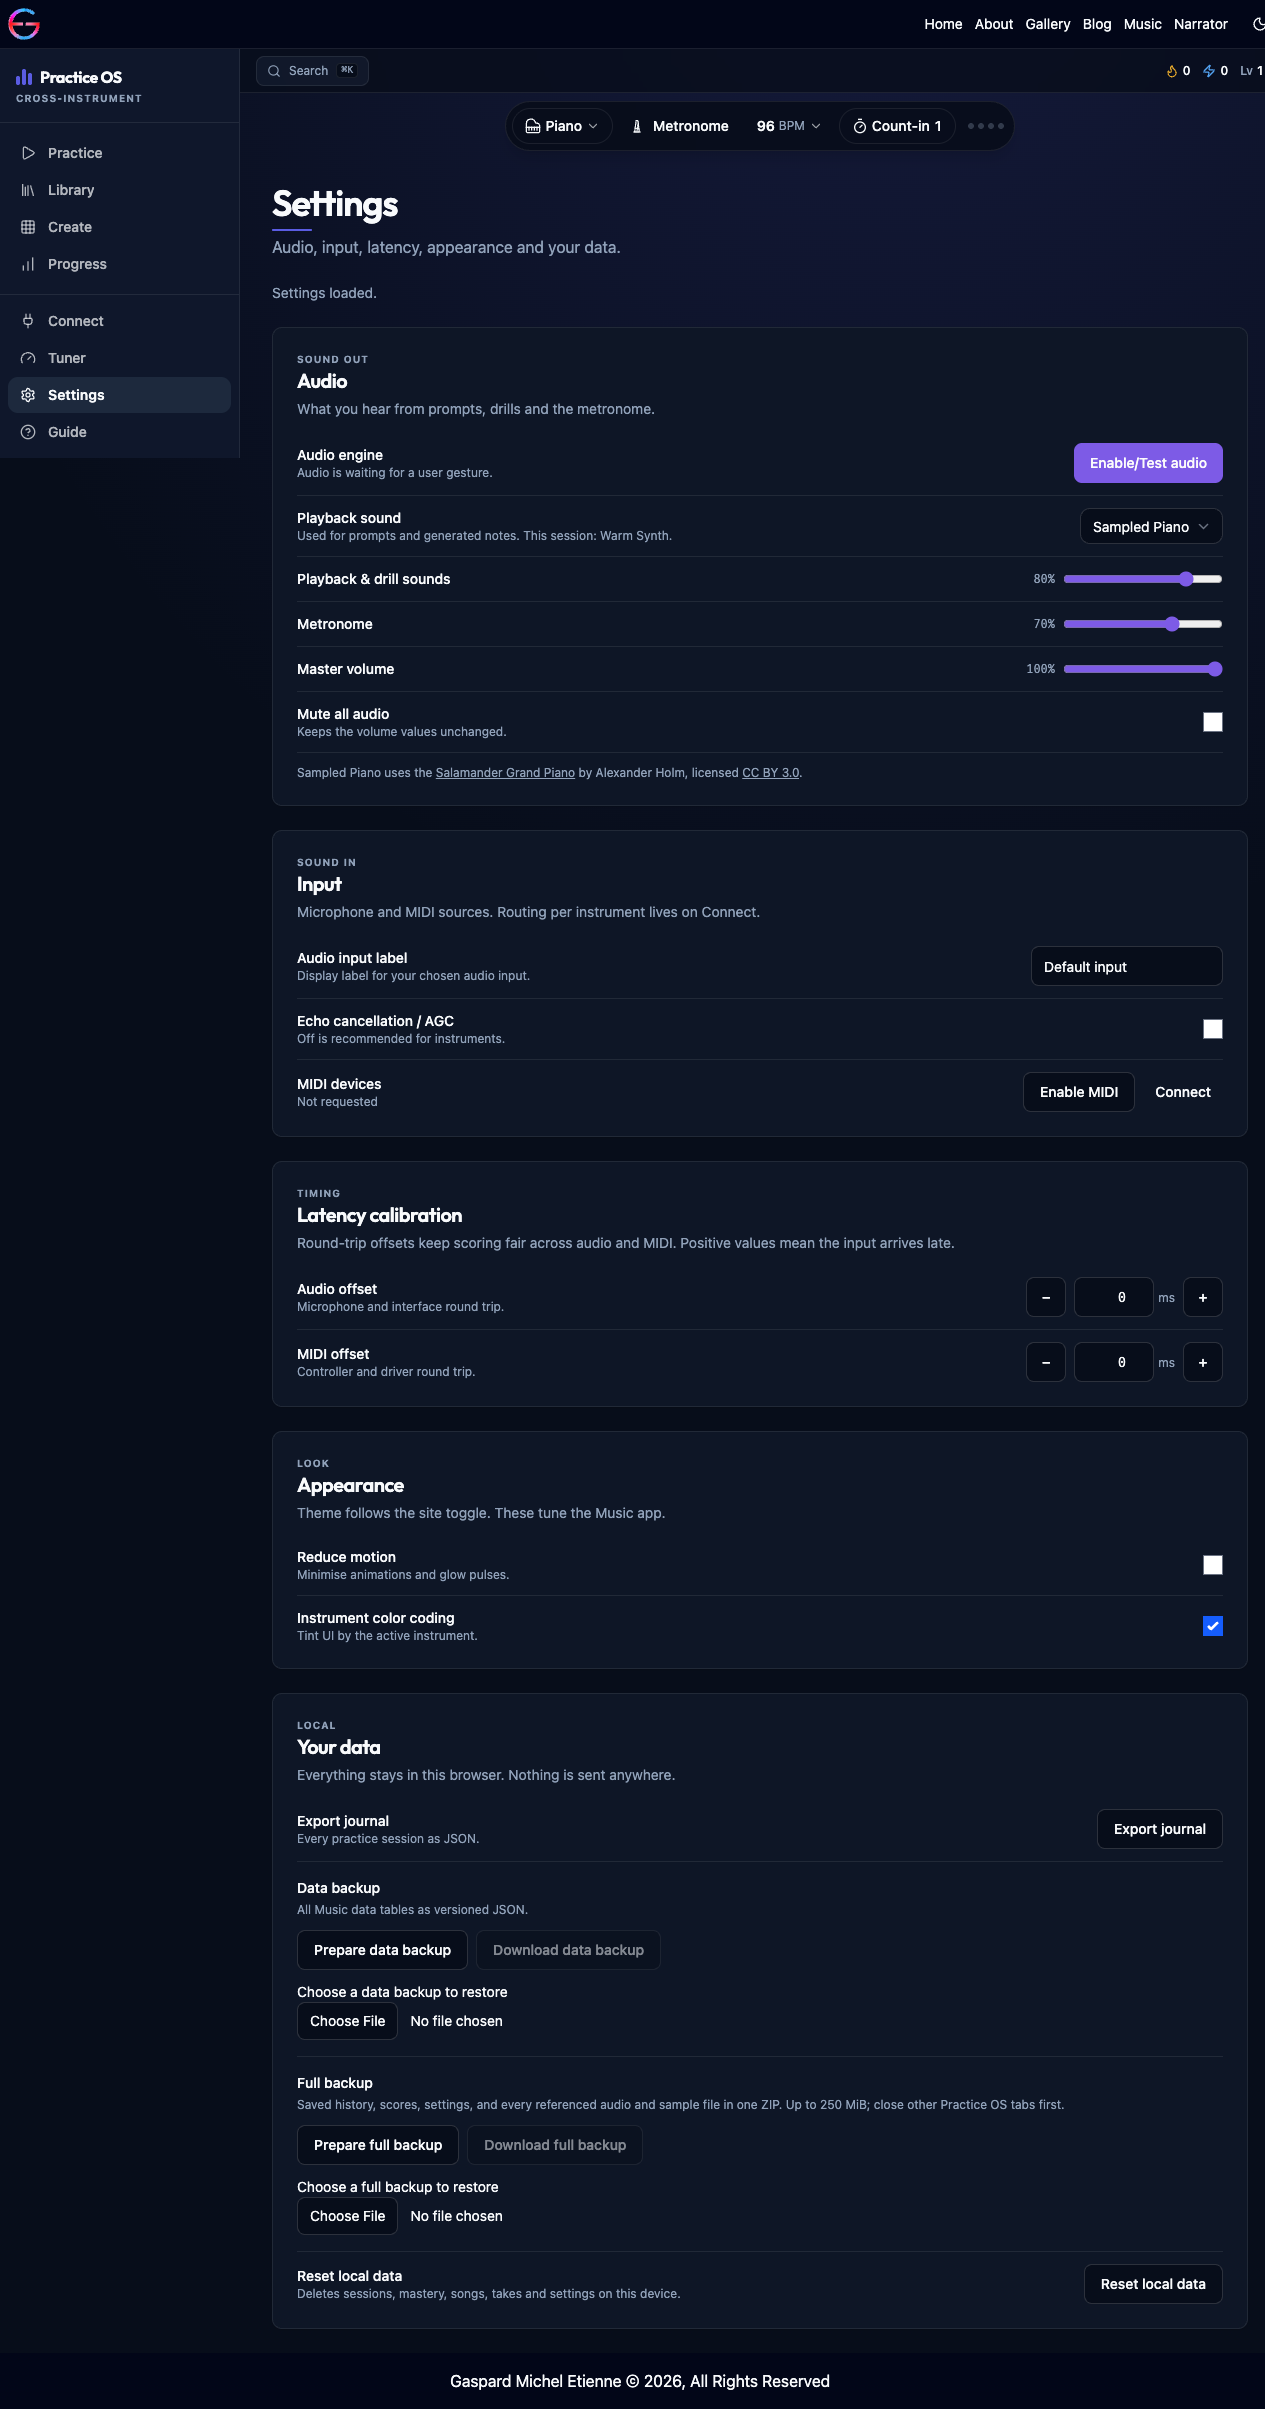 Home About Gallery Blog Music Narrator
Practice OS
CROSS-INSTRUMENT
Search ⌘K
0 0 Lv 1
Piano Metronome 96 BPM Count-in 1
Practice
Library
Create
Progress
Connect
Tuner
Settings
Guide
Settings
Audio, input, latency, appearance and your data.
Settings loaded.
SOUND OUT
Audio
What you hear from prompts, drills and the metronome.
Audio engine
Audio is waiting for a user gesture.
Enable/Test audio
Playback sound
Used for prompts and generated notes. This session: Warm Synth.
Sampled Piano
Playback & drill sounds 80%
Metronome 70%
Master volume 100%
Mute all audio
Keeps the volume values unchanged.
Sampled Piano uses the Salamander Grand Piano by Alexander Holm, licensed CC BY 3.0.
SOUND IN
Input
Microphone and MIDI sources. Routing per instrument lives on Connect.
Audio input label
Display label for your chosen audio input.
Default input
Echo cancellation / AGC
Off is recommended for instruments.
MIDI devices
Not requested
Enable MIDI Connect
TIMING
Latency calibration
Round-trip offsets keep scoring fair across audio and MIDI. Positive values mean the input arrives late.
Audio offset
Microphone and interface round trip.
− 0 ms +
MIDI offset
Controller and driver round trip.
− 0 ms +
LOOK
Appearance
Theme follows the site toggle. These tune the Music app.
Reduce motion
Minimise animations and glow pulses.
Instrument color coding
Tint UI by the active instrument.
LOCAL
Your data
Everything stays in this browser. Nothing is sent anywhere.
Export journal
Every practice session as JSON.
Export journal
Data backup
All Music data tables as versioned JSON.
Prepare data backup Download data backup
Choose a data backup to restore
Choose File No file chosen
Full backup
Saved history, scores, settings, and every referenced audio and sample file in one ZIP. Up to 250 MiB; close other Practice OS tabs first.
Prepare full backup Download full backup
Choose a full backup to restore
Choose File No file chosen
Reset local data
Deletes sessions, mastery, songs, takes and settings on this device.
Reset local data
Gaspard Michel Etienne © 2026, All Rights Reserved